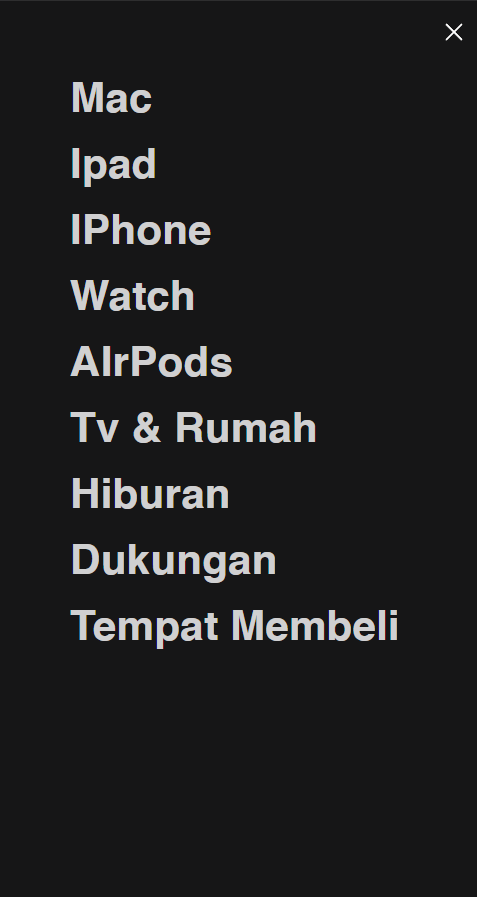 Mac
Ipad
IPhone
Watch
AIrPods
Tv & Rumah
Hiburan
Dukungan
Tempat Membeli